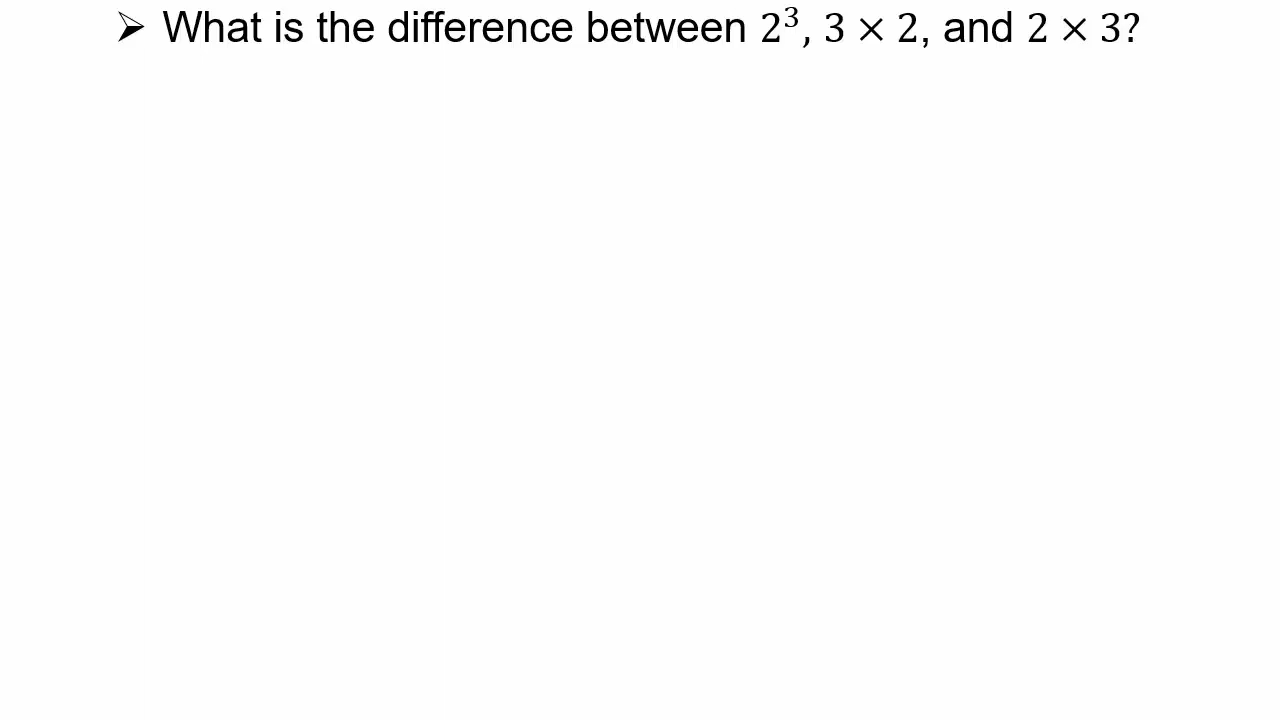 ➢ What is the difference between 2³, 3 × 2, and 2 × 3?